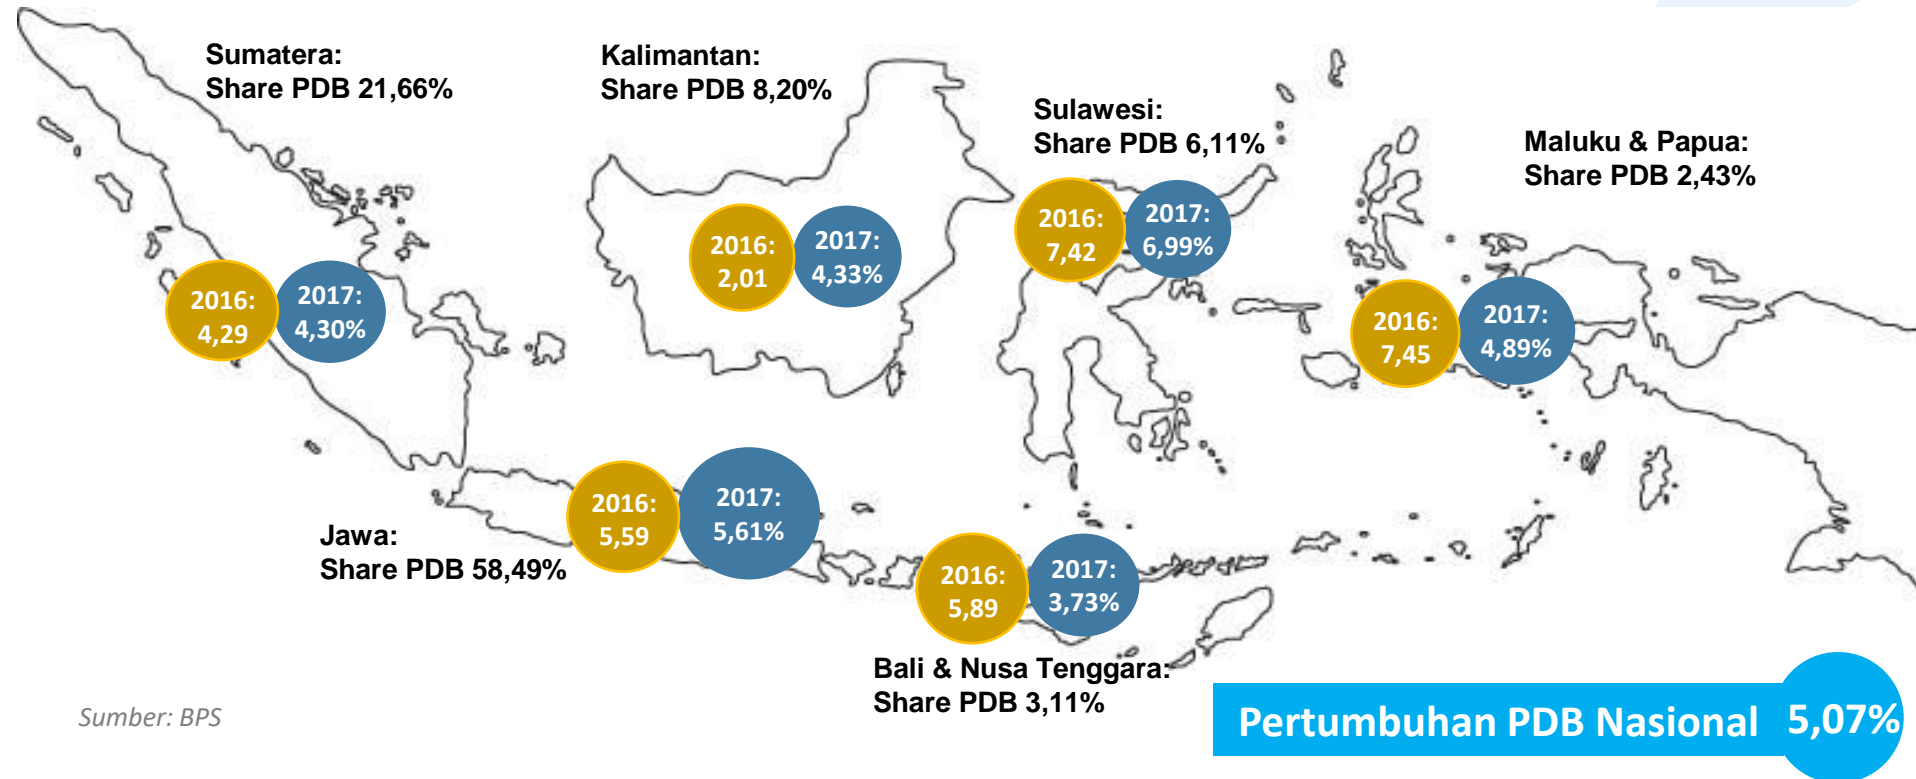 Sumatera:
Share PDB 21,66%
Kalimantan:
Share PDB 8,20%
Sulawesi:
Share PDB 6,11%
Maluku & Papua:
Share PDB 2,43%
2016:
4,29
2017:
4,30%
2016:
2,01
2017:
4,33%
2016:
7,42
2017:
6,99%
2016:
7,45
2017:
4,89%
Jawa:
Share PDB 58,49%
2016:
5,59
2017:
5,61%
2016:
5,89
2017:
3,73%
Bali & Nusa Tenggara:
Share PDB 3,11%
Sumber: BPS
Pertumbuhan PDB Nasional 5,07%